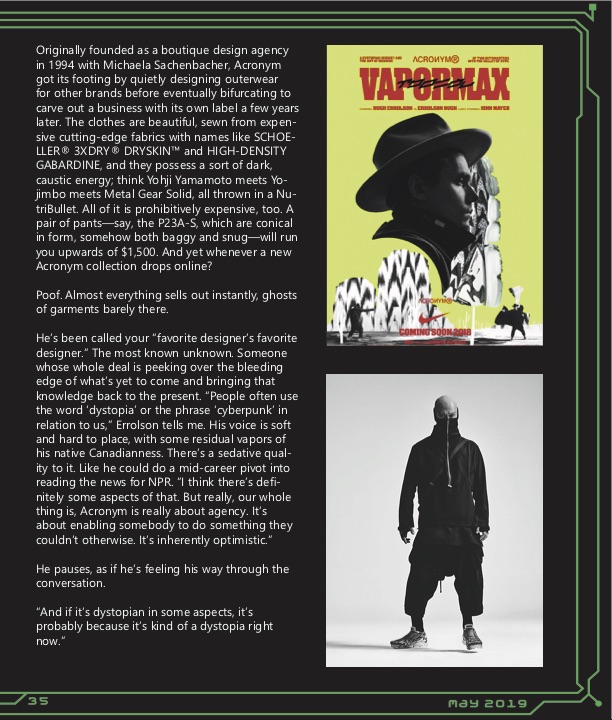 Originally founded as a boutique design agency
in 1994 with Michaela Sachenbacher, Acronym
got its footing by quietly designing outerwear
for other brands before eventually bifurcating to
carve out a business with its own label a few years
later. The clothes are beautiful, sewn from expen-
sive cutting-edge fabrics with names like SCHOE-
LLER® 3XDRY® DRYSKIN™ and HIGH-DENSITY
GABARDINE, and they possess a sort of dark,
caustic energy; think Yohji Yamamoto meets Yo-
jimbo meets Metal Gear Solid, all thrown in a Nu-
triBullet. All of it is prohibitively expensive, too. A
pair of pants—say, the P23A-S, which are conical
in form, somehow both baggy and snug—will run
you upwards of $1,500. And yet whenever a new
Acronym collection drops online?
Poof. Almost everything sells out instantly, ghosts
of garments barely there.
He's been called your "favorite designer's favorite
designer." The most known unknown. Someone
whose whole deal is peeking over the bleeding
edge of what's yet to come and bringing that
knowledge back to the present. "People often use
the word 'dystopia' or the phrase 'cyberpunk' in
relation to us," Errolson tells me. His voice is soft
and hard to place, with some residual vapors of
his native Canadianness. There's a sedative qual-
ity to it. Like he could do a mid-career pivot into
reading the news for NPR. "I think there's defi-
nitely some aspects of that. But really, our whole
thing is, Acronym is really about agency. It's
about enabling somebody to do something they
couldn't otherwise. It's inherently optimistic."
He pauses, as if he's feeling his way through the
conversation.
"And if it's dystopian in some aspects, it's
probably because it's kind of a dystopia right
now."
ACRONYM®
VAPORMAX
HUGH ERROLSON
ERROLSON HUGH
JOHN MAYER
ACRONYM®
COMING SOON 2018
35
may 2019